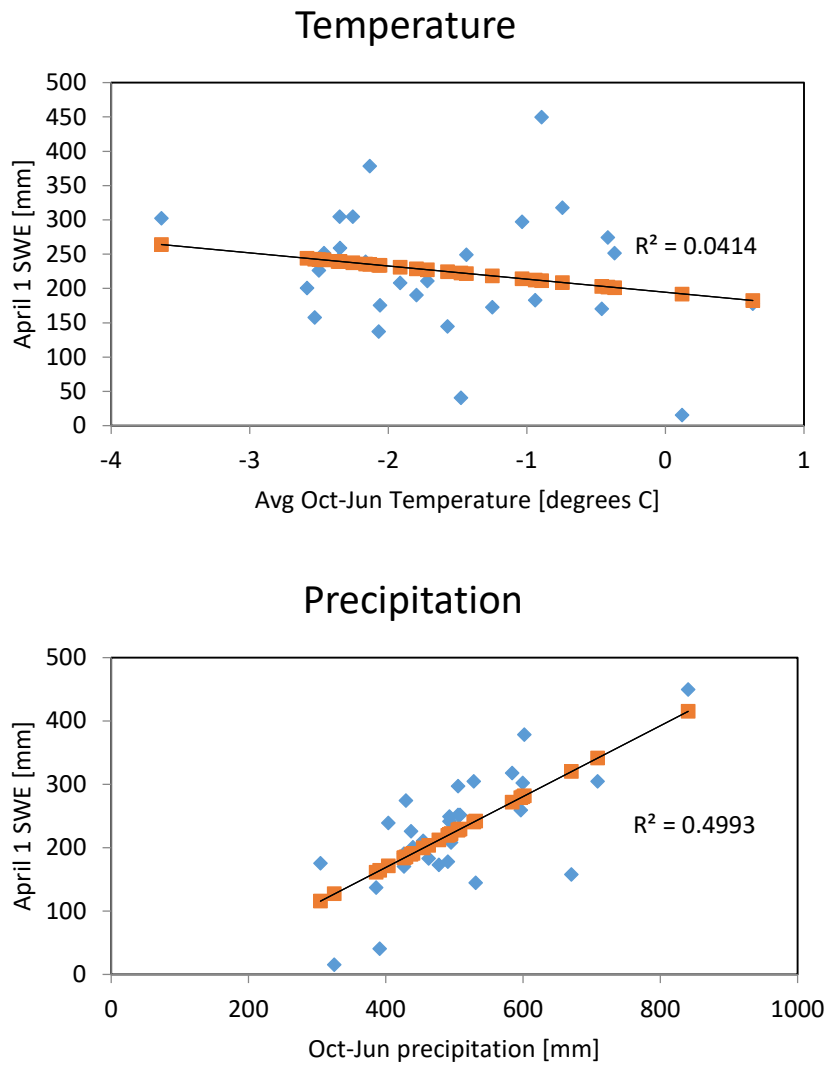 Temperature
500
450
400
350
300
250
200
150
100
50
0
April 1 SWE [mm]
R² = 0.0414
-4 -3 -2 -1 0 1
Avg Oct-Jun Temperature [degrees C]
Precipitation
500
400
300
200
100
0
April 1 SWE [mm]
R² = 0.4993
0 200 400 600 800 1000
Oct-Jun precipitation [mm]